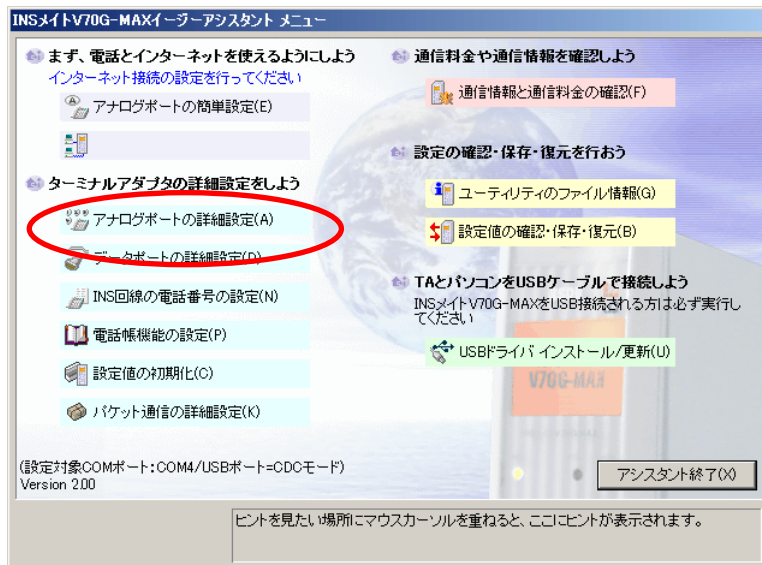 INSメイトV70G-MAXイージーアシスタント メニュー
まず、電話とインターネットを使えるようにしよう
インターネット接続の設定を行ってください
アナログポートの簡単設定(E)
ターミナルアダプタの詳細設定をしよう
アナログポートの詳細設定(A)
データポートの詳細設定(D)
INS回線の電話番号の設定(N)
電話帳機能の設定(P)
設定値の初期化(C)
パケット通信の詳細設定(K)
通信料金や通信情報を確認しよう
通信情報と通信料金の確認(F)
設定の確認・保存・復元を行おう
ユーティリティのファイル情報(G)
設定値の確認・保存・復元(B)
TAとパソコンをUSBケーブルで接続しよう
INSメイトV70G-MAXをUSB接続される方は必ず実行し
てください
USBドライバ インストール/更新(U)
V70G-MAX
(設定対象COMポート:COM4/USBポート=CDCモード)
Version 2.00
アシスタント終了(X)
ヒントを見たい場所にマウスカーソルを重ねると、ここにヒントが表示されます。